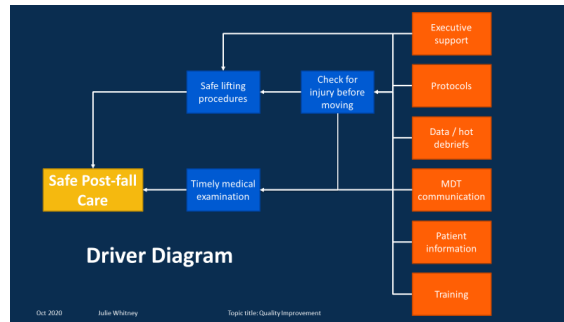 Executive
support
Safe lifting
procedures
Check for
injury before
moving
Protocols
Data / hot
debriefs
Safe Post-fall
Care
Timely medical
examination
MDT
communication
Patient
information
Driver Diagram
Training
Oct 2020
Julie Whitney
Topic title: Quality Improvement